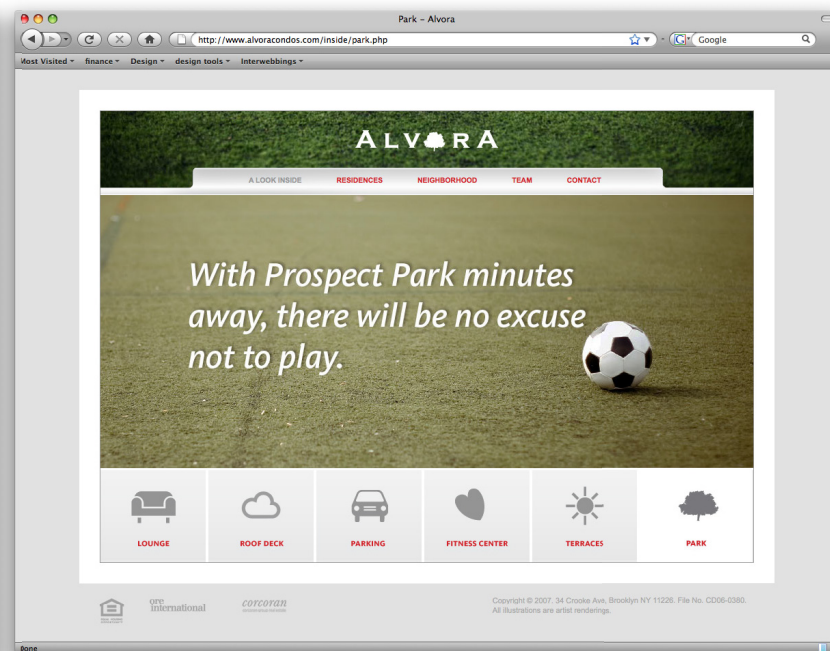 Park – Alvora
http://www.alvoracondos.com/inside/park.php
Google
Most Visited finance Design design tools Interwebbings
ALVORA
A LOOK INSIDE RESIDENCES NEIGHBORHOOD TEAM CONTACT
With Prospect Park minutes
away, there will be no excuse
not to play.
LOUNGE ROOF DECK PARKING FITNESS CENTER TERRACES PARK
ore
international
corcoran
Copyright © 2007. 34 Crooke Ave, Brooklyn NY 11226. File No. CD06-0380.
All illustrations are artist renderings.
Done